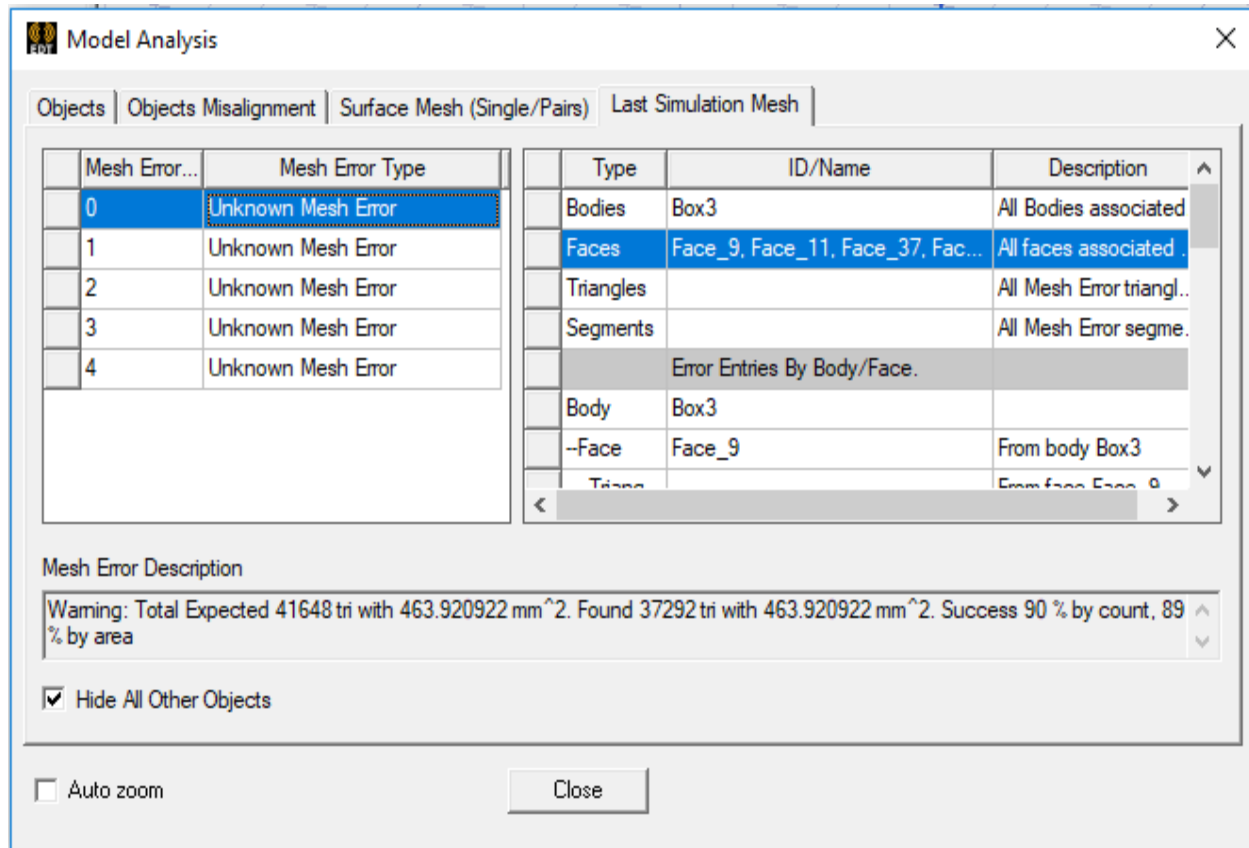 EDT Model Analysis
Objects Objects Misalignment Surface Mesh (Single/Pairs) Last Simulation Mesh
Mesh Error... Mesh Error Type
0 Unknown Mesh Error
1 Unknown Mesh Error
2 Unknown Mesh Error
3 Unknown Mesh Error
4 Unknown Mesh Error
Type ID/Name Description
Bodies Box3 All Bodies associated
Faces Face_9, Face_11, Face_37, Fac... All faces associated .
Triangles All Mesh Error triangl..
Segments All Mesh Error segme.
Error Entries By Body/Face.
Body Box3
--Face Face_9 From body Box3
Triang From face Face_9
Mesh Error Description
Warning: Total Expected 41648 tri with 463.920922 mm^2. Found 37292 tri with 463.920922 mm^2. Success 90 % by count, 89
% by area
Hide All Other Objects
Auto zoom Close